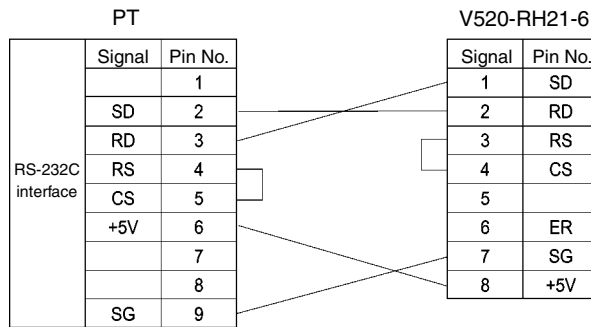 PT
Signal Pin No.
1
SD 2
RD 3
RS 4
CS 5
+5V 6
7
8
SG 9
RS-232C
interface
V520-RH21-6
Signal Pin No.
1 SD
2 RD
3 RS
4 CS
5
6 ER
7 SG
8 +5V